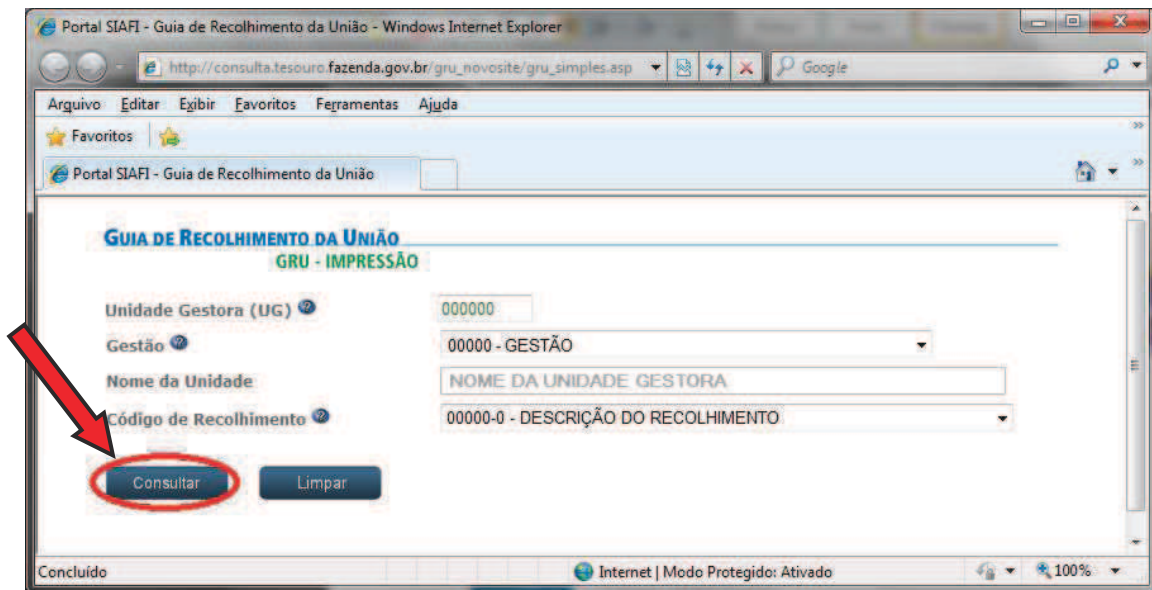 Portal SIAFI - Guia de Recolhimento da União - Windows Internet Explorer
http://consulta.tesouro.fazenda.gov.br/gru_novosite/gru_simples.asp Google
Arquivo Editar Exibir Favoritos Ferramentas Ajuda
Favoritos
Portal SIAFI - Guia de Recolhimento da União
GUIA DE RECOLHIMENTO DA UNIÃO
GRU - IMPRESSÃO
Unidade Gestora (UG) 000000
Gestão 00000 - GESTÃO
Nome da Unidade NOME DA UNIDADE GESTORA
Código de Recolhimento 00000-0 - DESCRIÇÃO DO RECOLHIMENTO
Consultar Limpar
Concluído Internet | Modo Protegido: Ativado 100%